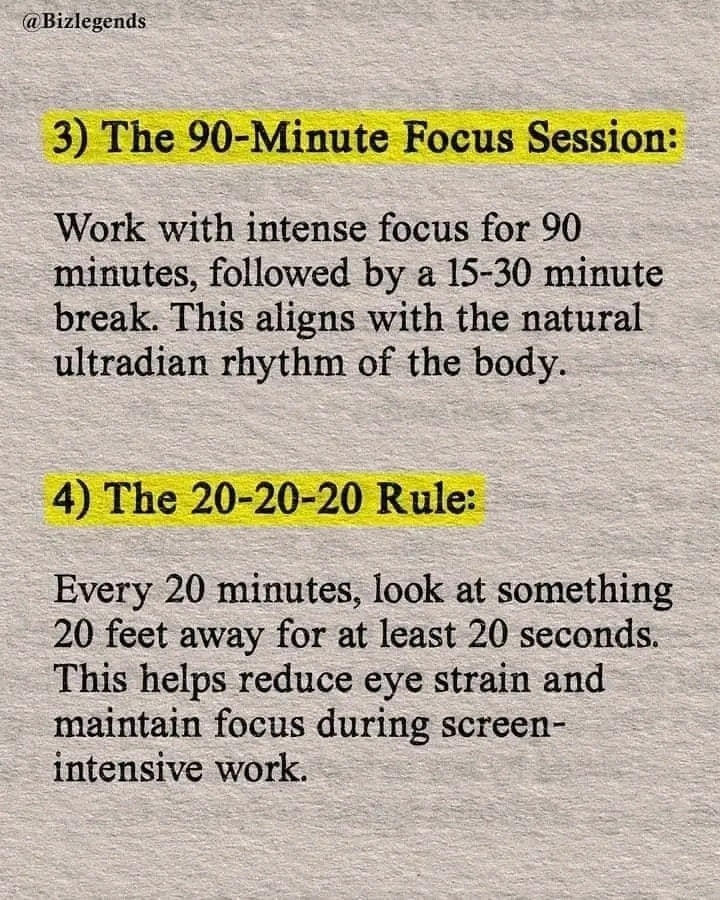 @Bizlegends
3) The 90-Minute Focus Session:
Work with intense focus for 90
minutes, followed by a 15-30 minute
break. This aligns with the natural
ultradian rhythm of the body.
4) The 20-20-20 Rule:
Every 20 minutes, look at something
20 feet away for at least 20 seconds.
This helps reduce eye strain and
maintain focus during screen-
intensive work.